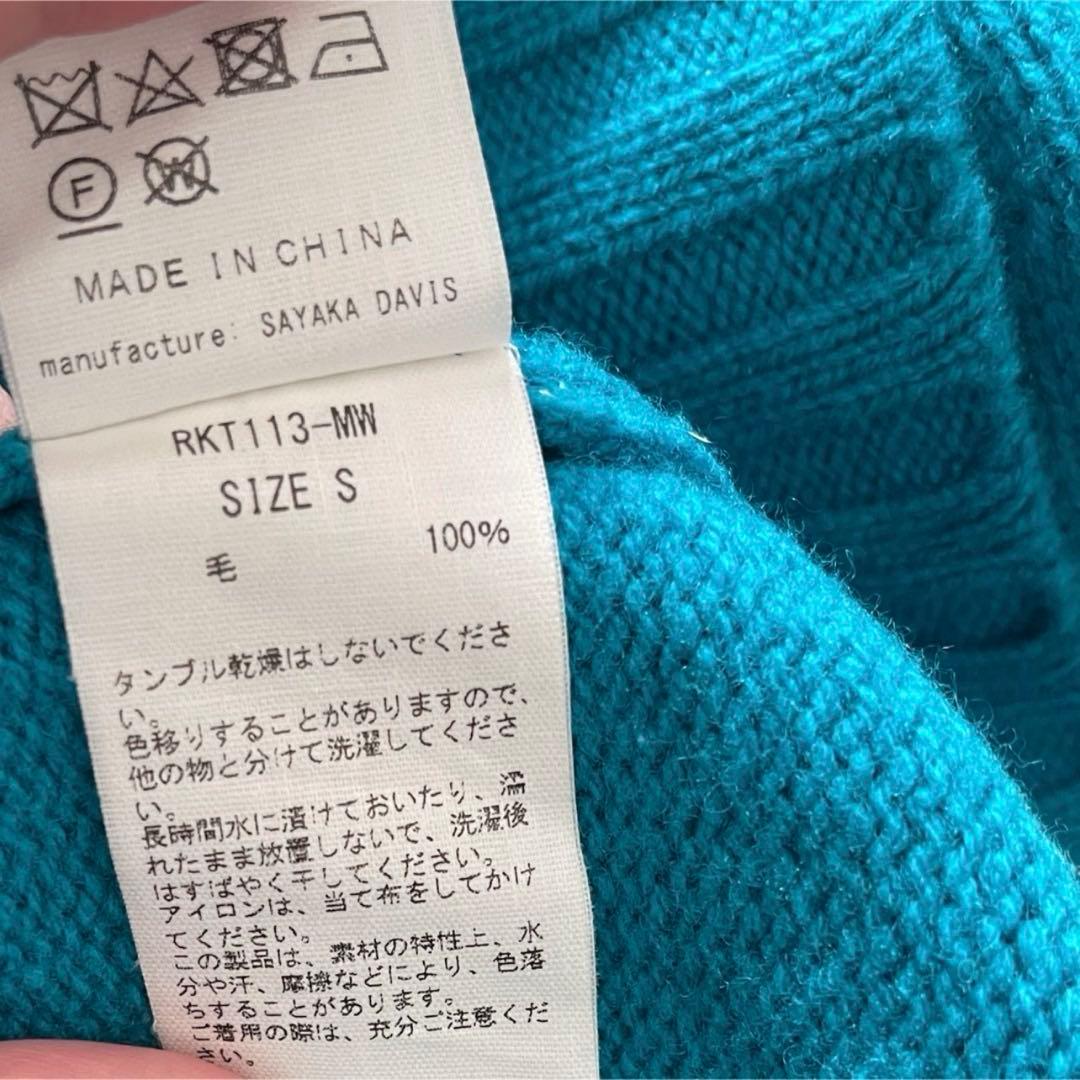 F
W
MADE IN CHINA
manufacture: SAYAKA DAVIS
RKT113-MW
SIZE S
毛 100%
タンブル乾燥はしないでくださ
い。
色移りすることがありますので、
他の物と分けて洗濯してくださ
い。
長時間水に漬けておいたり、濡
れたまま放置しないで、洗濯後
はすばやく干してください。
アイロンは、当て布をしてかけ
てください。
この製品は、素材の特性上、水
分や汗、摩擦などにより、色落
ちすることがあります。
ご着用の際は、充分ご注意くだ
さい。